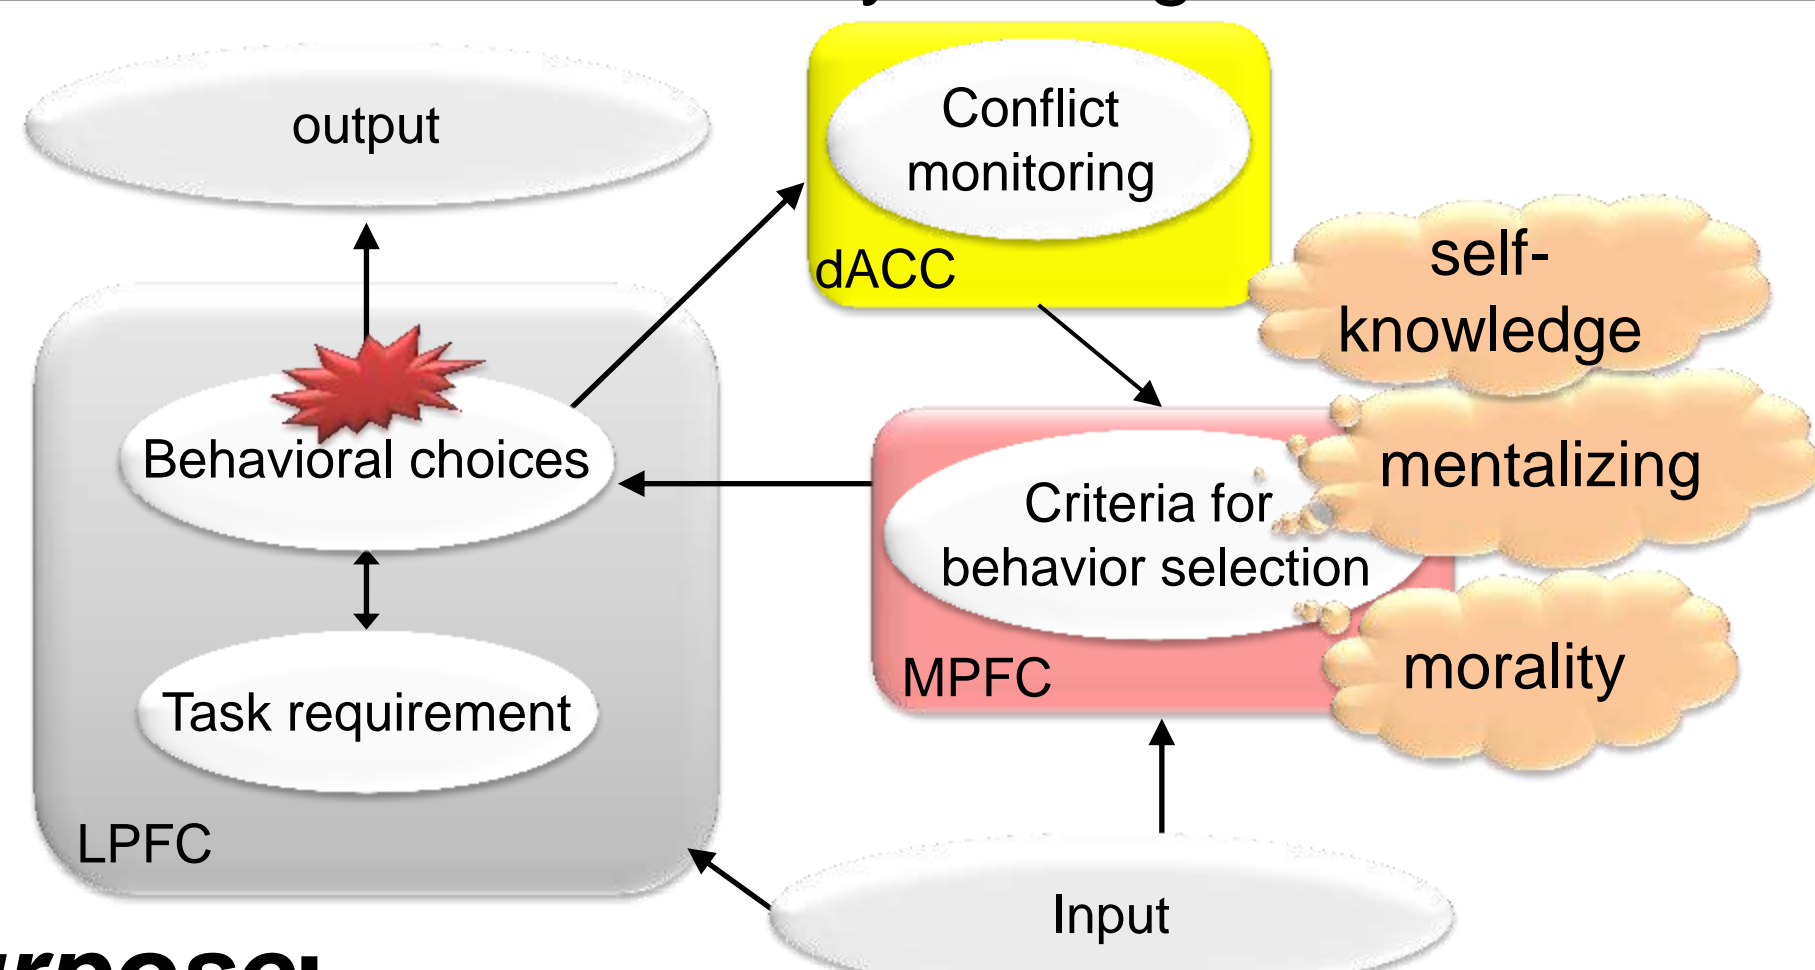 output
Conflict
monitoring
dACC
self-
knowledge
Behavioral choices
mentalizing
Criteria for
behavior selection
Task requirement
MPFC
morality
LPFC
Input